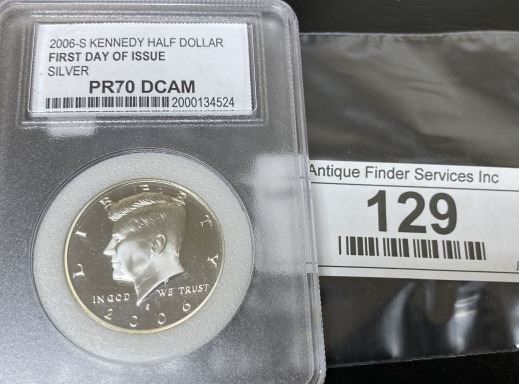 2006-S KENNEDY HALF DOLLAR
FIRST DAY OF ISSUE
SILVER
PR70 DCAM
2000134524
LIBERTY
IN GOD WE TRUST
S
2006
Antique Finder Services Inc
129